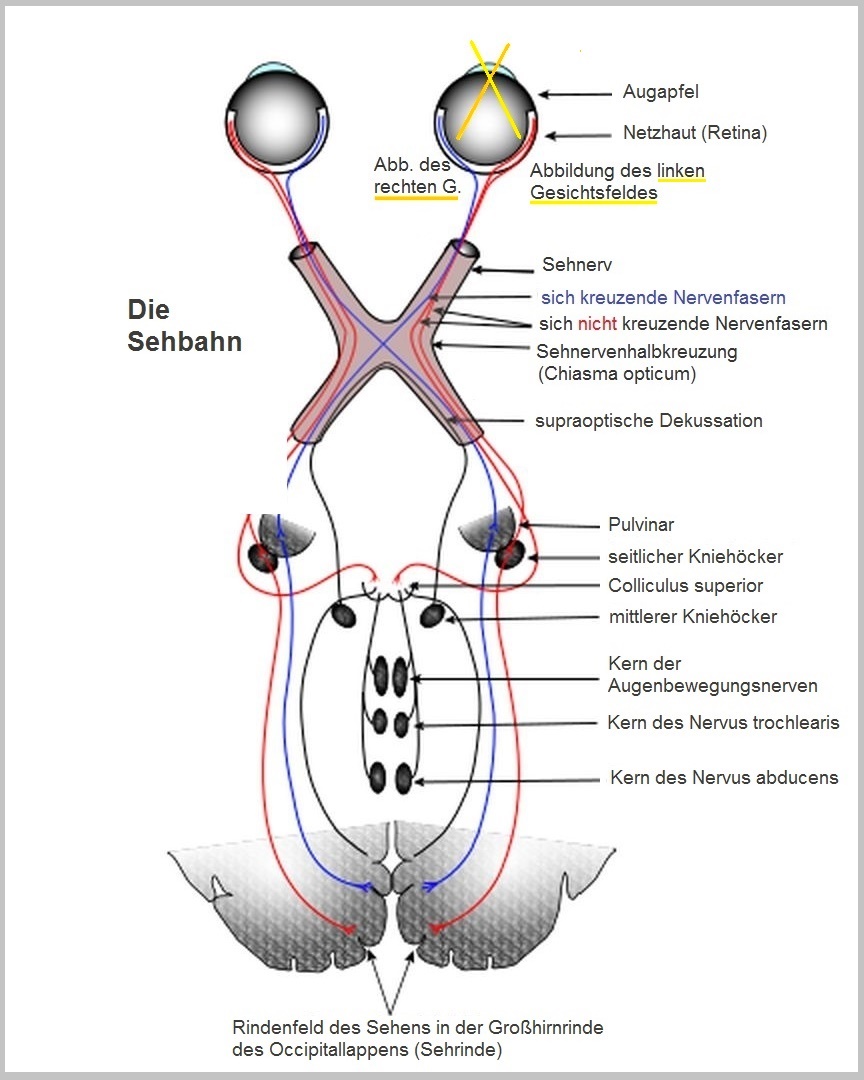 Augapfel
Netzhaut (Retina)
Abb. des
rechten G.
Abbildung des linken
Gesichtsfeldes
Sehnerv
Die
Sehbahn
sich kreuzende Nervenfasern
sich nicht kreuzende Nervenfasern
Sehnervenhalbkreuzung
(Chiasma opticum)
supraoptische Dekussation
Pulvinar
seitlicher Kniehöcker
Colliculus superior
mittlerer Kniehöcker
Kern der
Augenbewegungsnerven
Kern des Nervus trochlearis
Kern des Nervus abducens
Rindenfeld des Sehens in der Großhirnrinde
des Occipitallappens (Sehrinde)